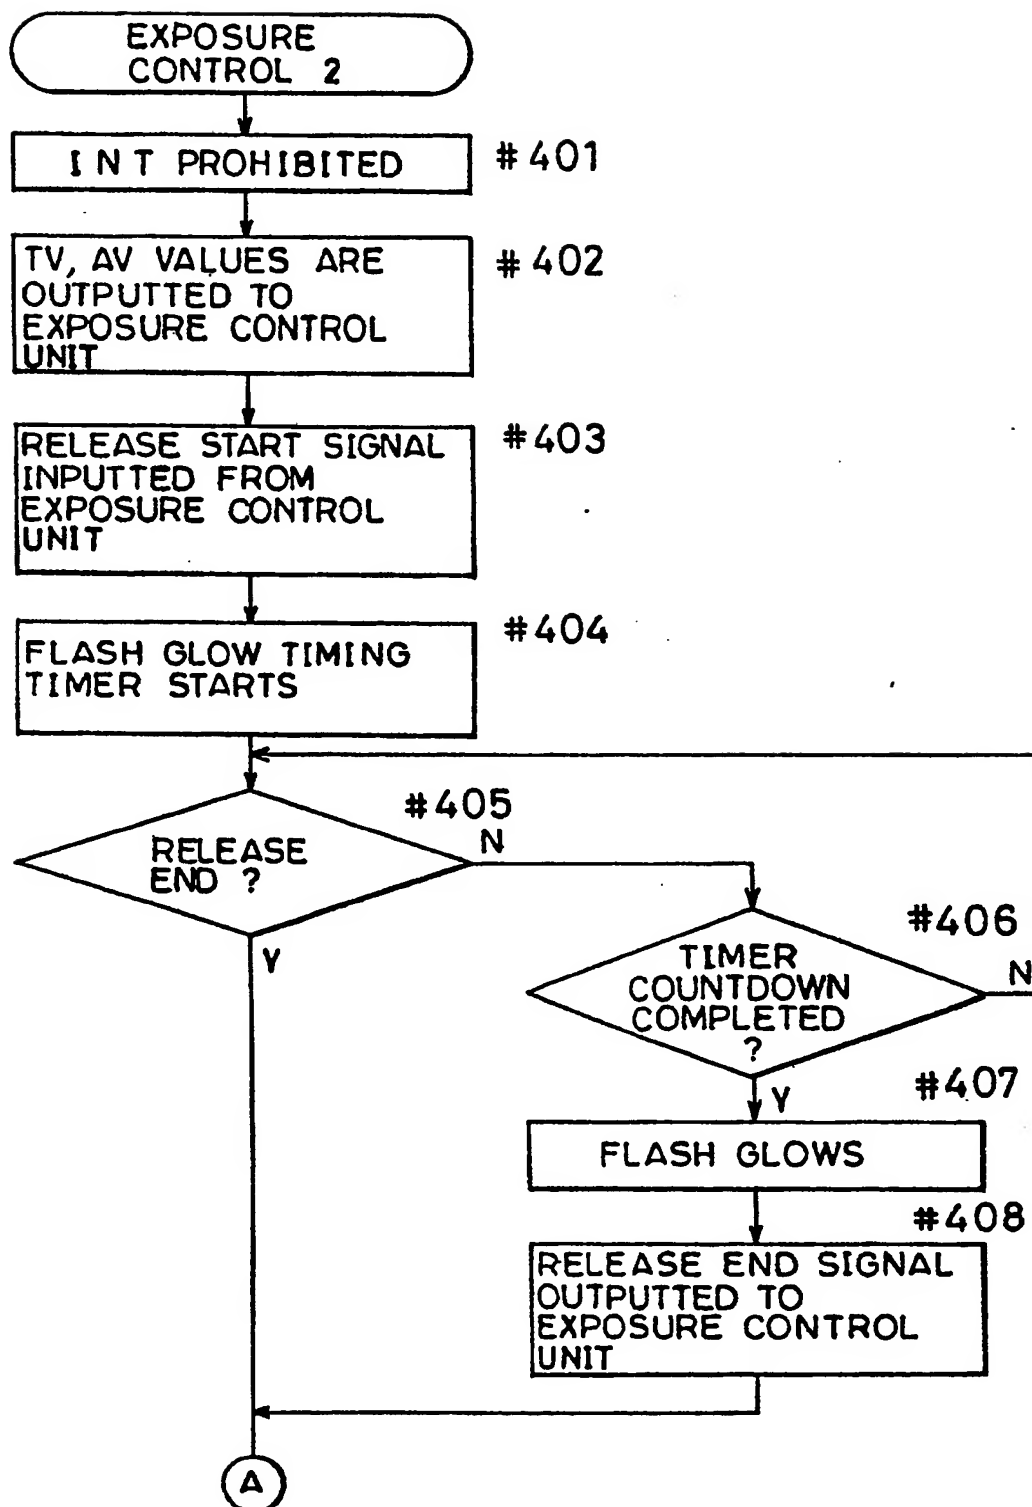 EXPOSURE
CONTROL 2
INT PROHIBITED
#401
TV, AV VALUES ARE
OUTPUTTED TO
EXPOSURE CONTROL
UNIT
#402
RELEASE START SIGNAL
INPUTTED FROM
EXPOSURE CONTROL
UNIT
#403
FLASH GLOW TIMING
TIMER STARTS
#404
RELEASE
END ?
#405
N
Y
TIMER
COUNTDOWN
COMPLETED
?
#406
N
Y
#407
FLASH GLOWS
#408
RELEASE END SIGNAL
OUTPUTTED TO
EXPOSURE CONTROL
UNIT
A